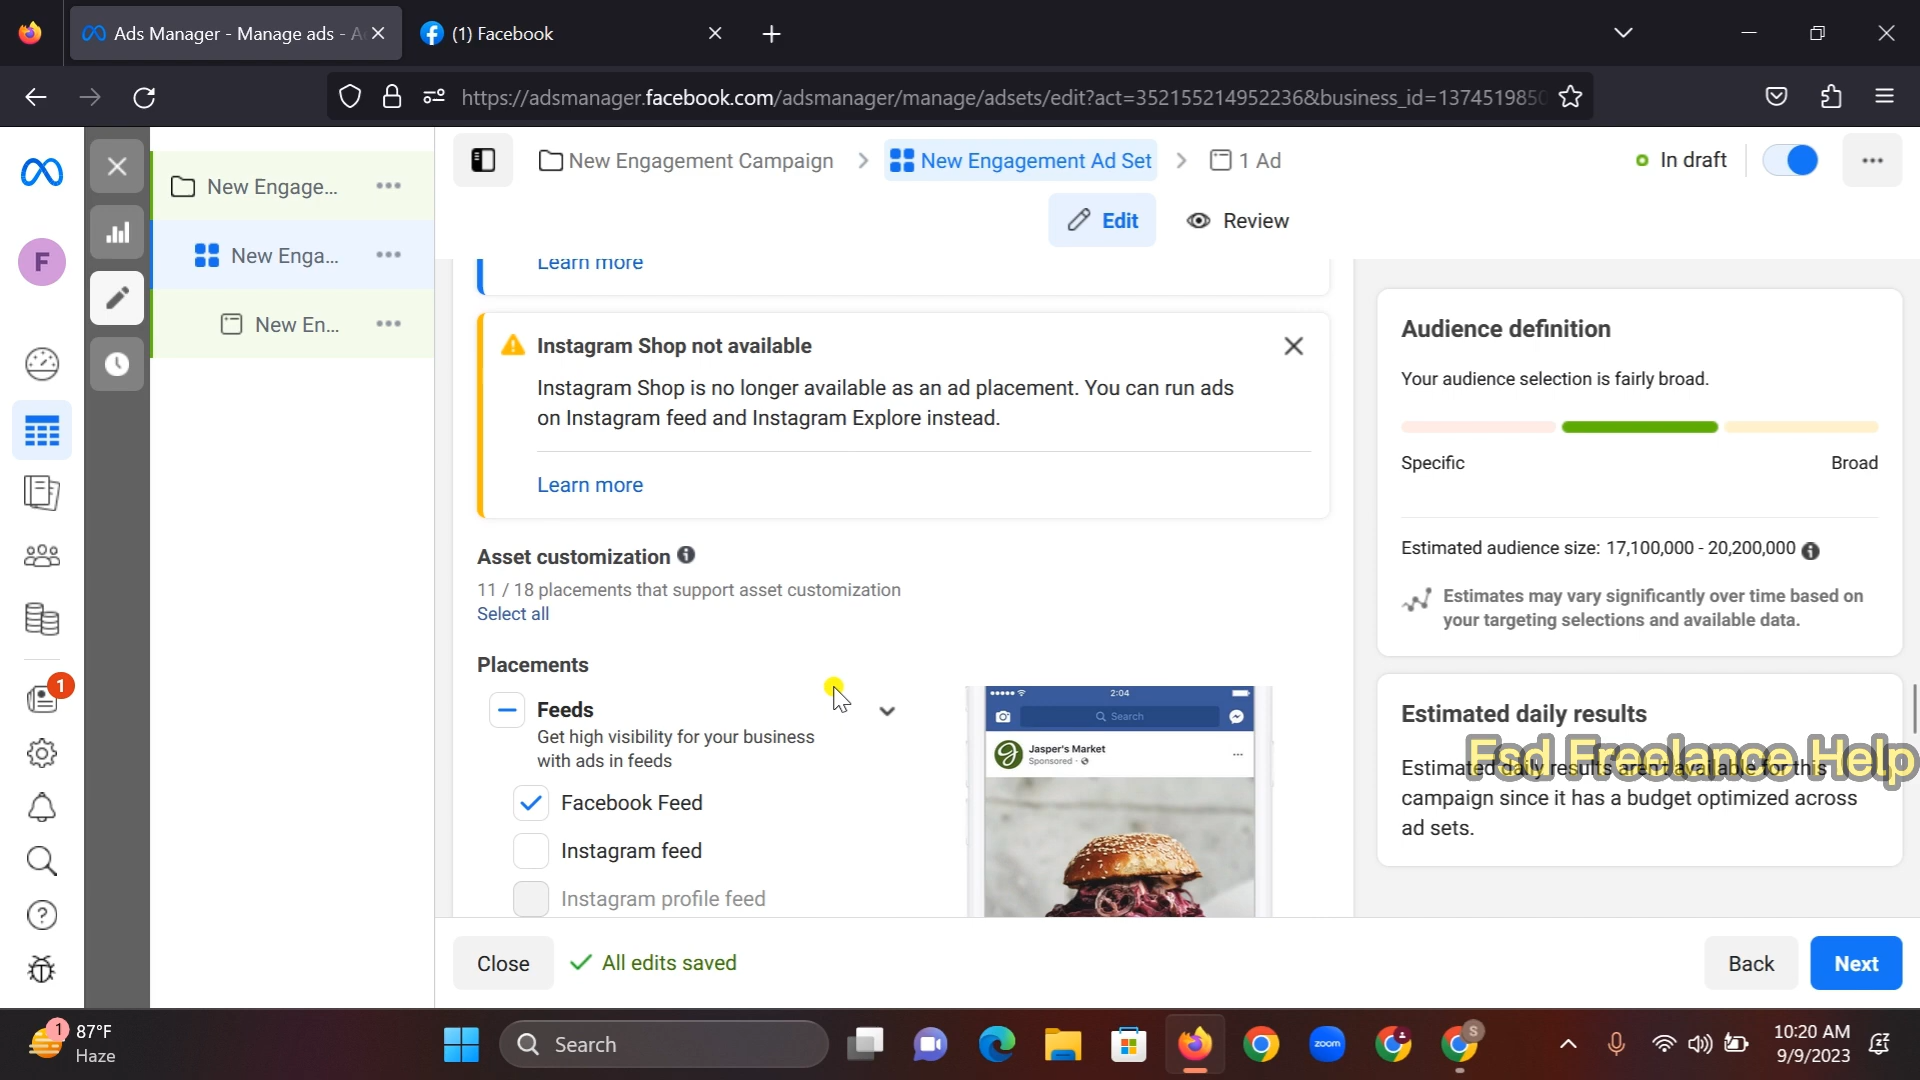 Ads Manager - Manage ads - A
(1) Facebook
https://adsmanager.facebook.com/adsmanager/manage/adsets/edit?act=352155214952236&business_id=137451985
New Engagement Campaign
New Engagement Ad Set
1 Ad
In draft
Edit
Review
F
New Engage...
New Enga...
New En...
1
Learn more
Instagram Shop not available
Instagram Shop is no longer available as an ad placement. You can run ads
on Instagram feed and Instagram Explore instead.
Learn more
Asset customization
11 / 18 placements that support asset customization
Select all
Placements
Feeds
Get high visibility for your business
with ads in feeds
Facebook Feed
Instagram feed
Instagram profile feed
2:04
Search
Jasper's Market
Sponsored
Audience definition
Your audience selection is fairly broad.
Specific
Broad
Estimated audience size: 17,100,000 - 20,200,000
Estimates may vary significantly over time based on
your targeting selections and available data.
Estimated daily results
Fsd Freelance Help
Estimated daily results aren't available for this
campaign since it has a budget optimized across
ad sets.
Close
All edits saved
Back
Next
1
87°F
Haze
Search
zoom
S
10:20 AM
9/9/2023